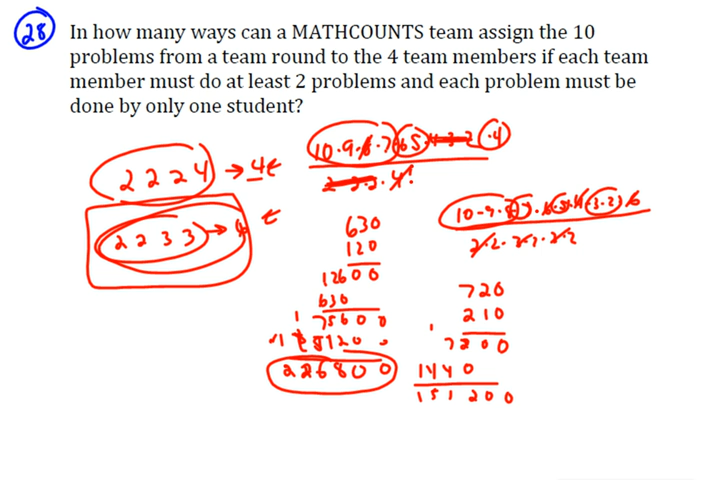 28 In how many ways can a MATHCOUNTS team assign the 10
problems from a team round to the 4 team members if each team
member must do at least 2 problems and each problem must be
done by only one student?
2 2 2 4 → 4
2 2 3 3 →
630
120
12600
630
75600
226800
720
210
7200
1440
151200